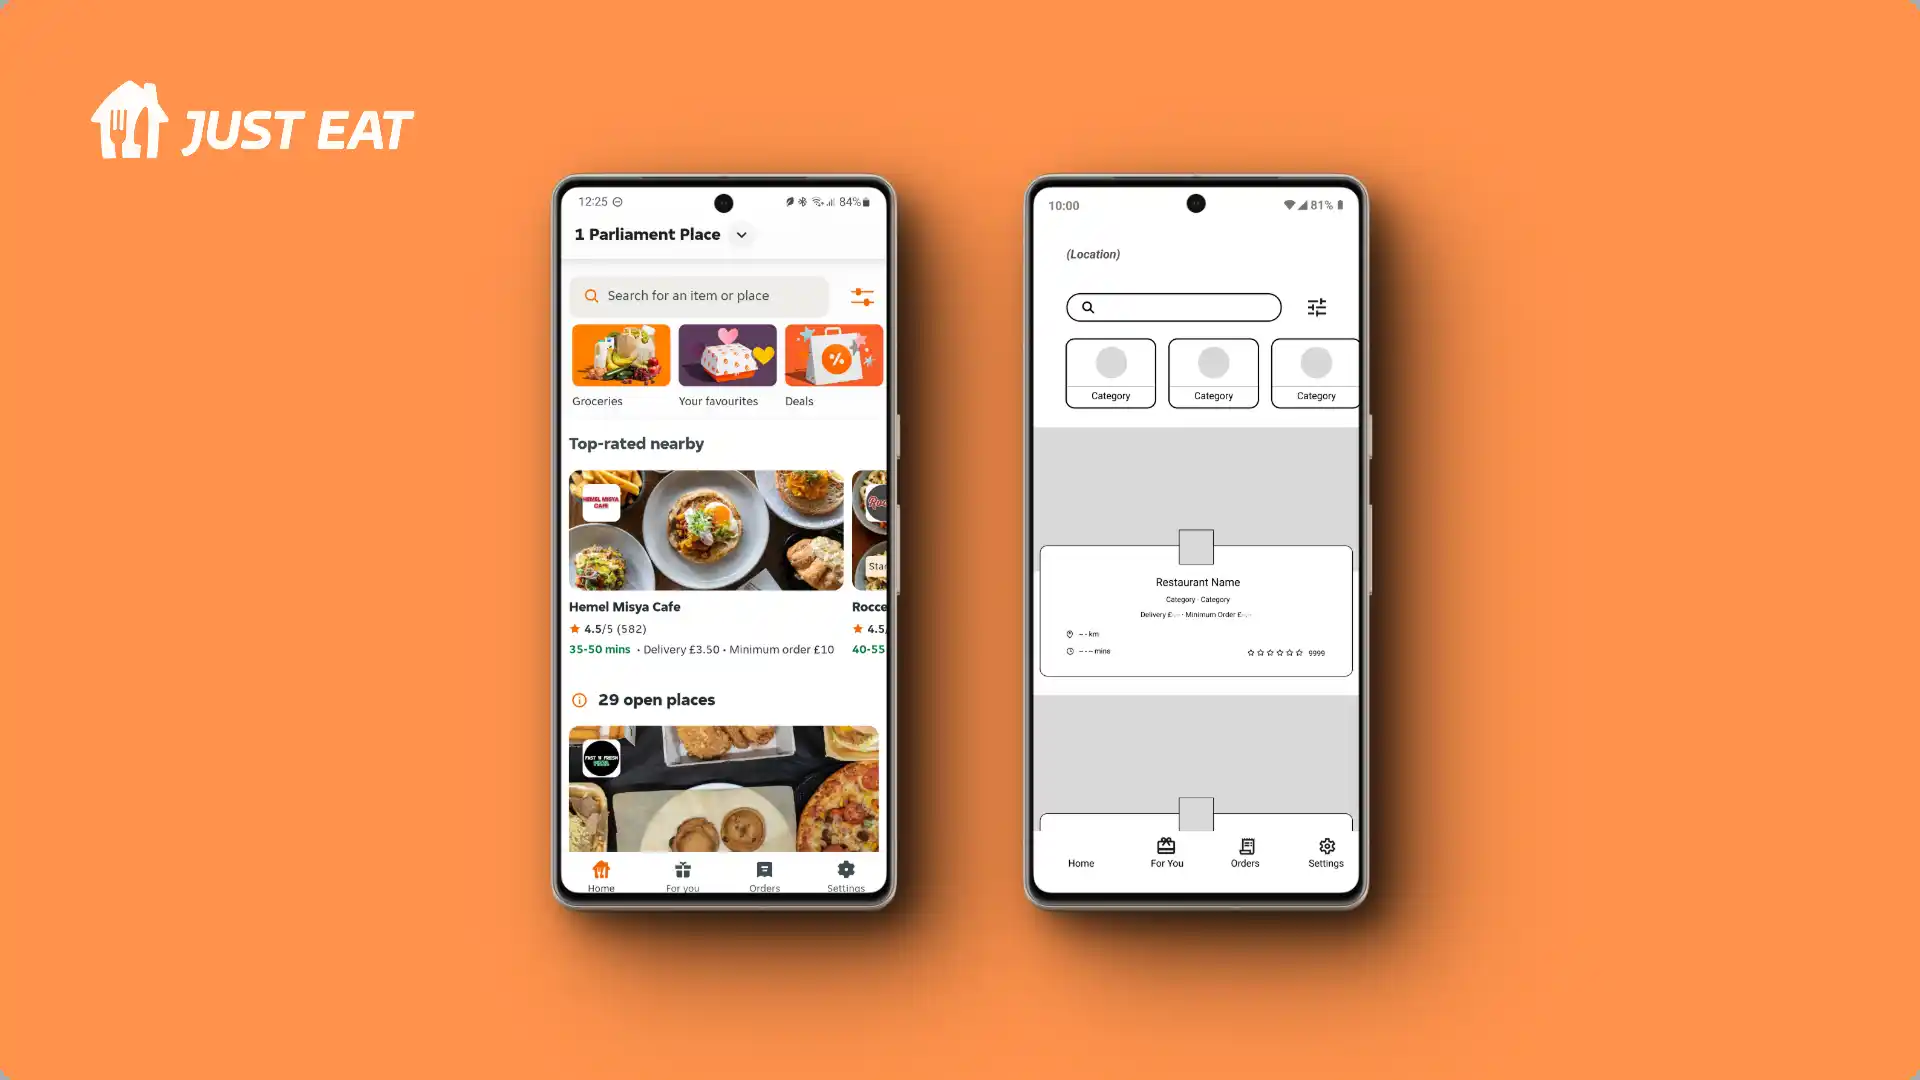 JUST EAT
12:25
84%
1 Parliament Place
Search for an item or place
Groceries
Your favourites
Deals
Top-rated nearby
HEMEL MISYA
CAFE
Hemel Misya Cafe
4.5/5 (582)
35-50 mins · Delivery £3.50 · Minimum order £10
Rocce
4.5
40-55
29 open places
FAST N FRESH
PIZZA
Home
For you
Orders
Settings
10:00
81%
(Location)
Category
Category
Category
Restaurant Name
Category · Category
Delivery £-.-- · Minimum Order £-.--
-- km
--- mins
9999
Home
For You
Orders
Settings